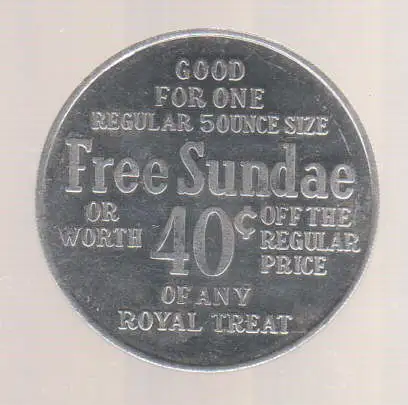 GOOD
FOR ONE
REGULAR 5 OUNCE SIZE
Free Sundae
OR
WORTH
40¢
OFF THE
REGULAR
PRICE
OF ANY
ROYAL TREAT